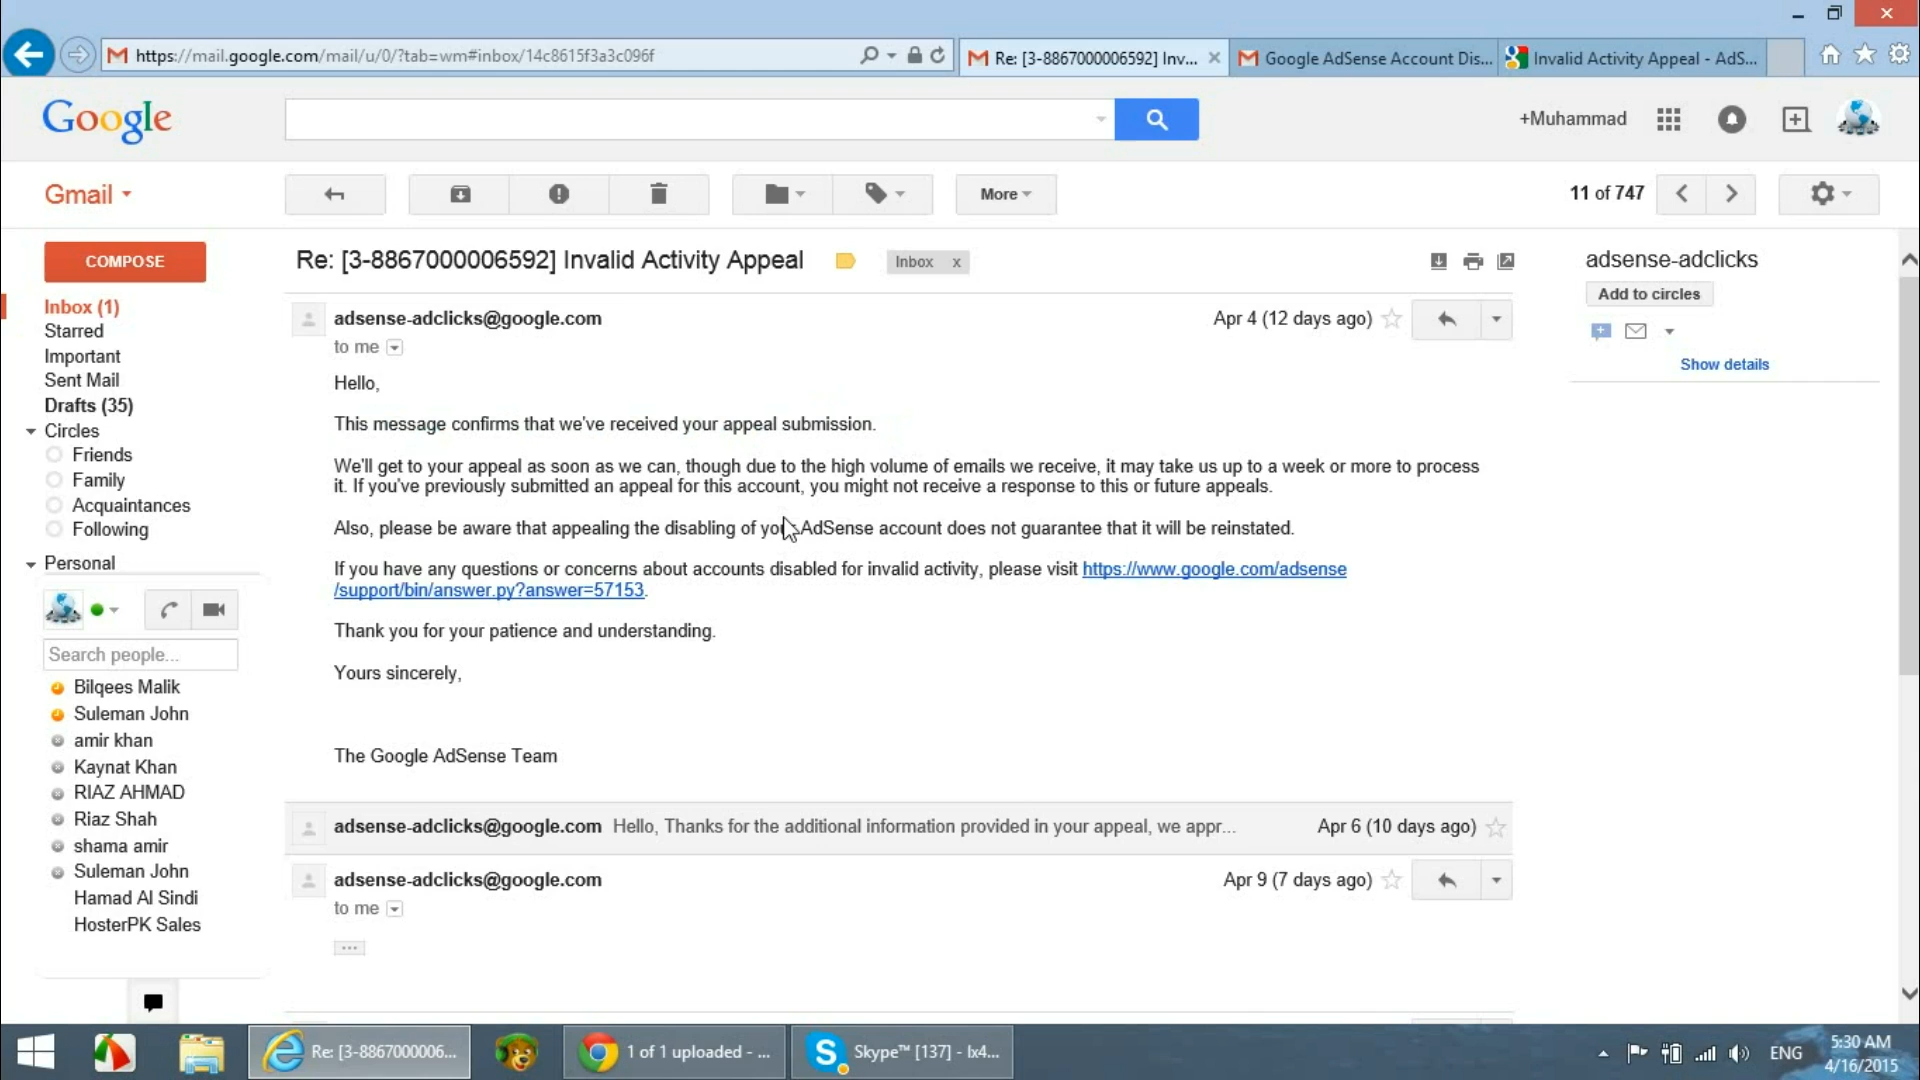 https://mail.google.com/mail/u/0/?tab=wm#inbox/14c8615f3a3c096f
Re: [3-8867000006592] Inv...
Google AdSense Account Dis...
Invalid Activity Appeal - AdS...
Google
+Muhammad
Gmail
More
11 of 747
COMPOSE
Inbox (1)
Starred
Important
Sent Mail
Drafts (35)
Circles
Friends
Family
Acquaintances
Following
Personal
Search people...
Bilqees Malik
Suleman John
amir khan
Kaynat Khan
RIAZ AHMAD
Riaz Shah
shama amir
Suleman John
Hamad Al Sindi
HosterPK Sales
Re: [3-8867000006592] Invalid Activity Appeal
Inbox x
adsense-adclicks@google.com
Apr 4 (12 days ago)
to me
Hello,
This message confirms that we've received your appeal submission.
We'll get to your appeal as soon as we can, though due to the high volume of emails we receive, it may take us up to a week or more to process
it. If you've previously submitted an appeal for this account, you might not receive a response to this or future appeals.
Also, please be aware that appealing the disabling of your AdSense account does not guarantee that it will be reinstated.
If you have any questions or concerns about accounts disabled for invalid activity, please visit https://www.google.com/adsense
/support/bin/answer.py?answer=57153.
Thank you for your patience and understanding.
Yours sincerely,
The Google AdSense Team
adsense-adclicks@google.com Hello, Thanks for the additional information provided in your appeal, we appr...
Apr 6 (10 days ago)
adsense-adclicks@google.com
Apr 9 (7 days ago)
to me
adsense-adclicks
Add to circles
Show details
Re: [3-8867000006...
1 of 1 uploaded - ...
Skype™ [137] - lx4...
ENG
5:30 AM
4/16/2015